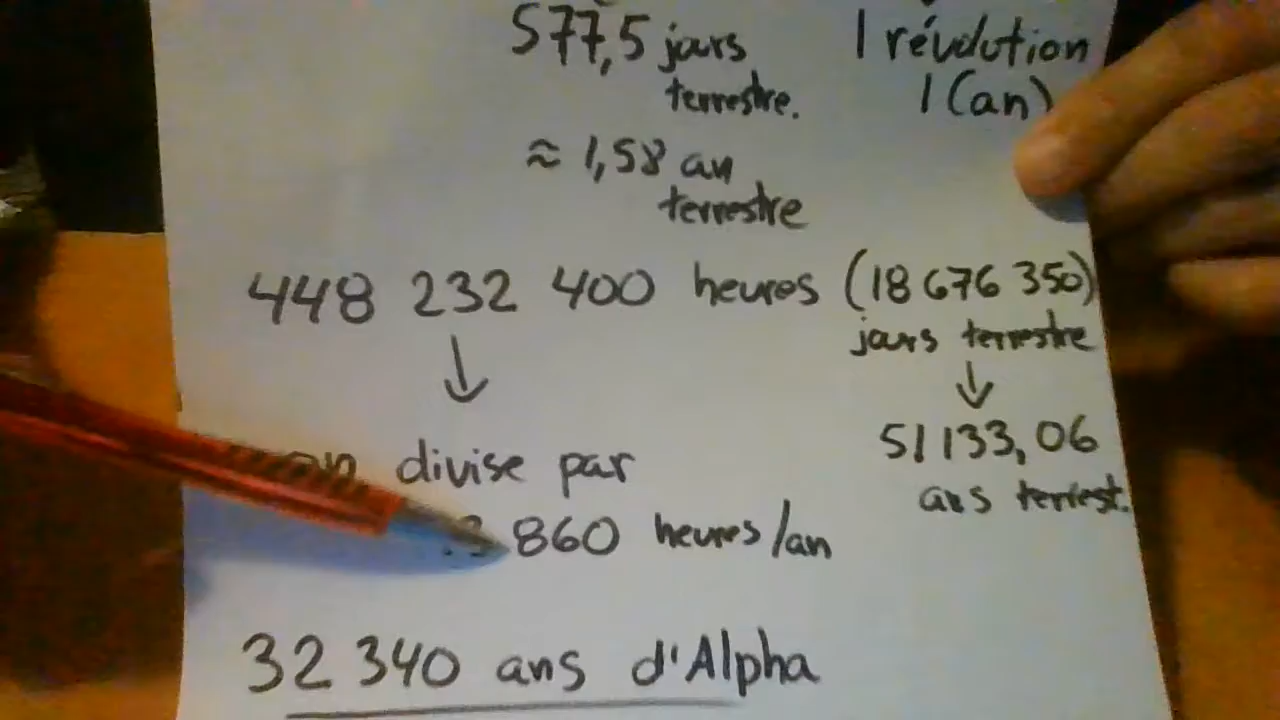 577,5 jours 1 révolution
terrestre. 1 (an)
≈ 1,58 an
terrestre
448 232 400 heures (18 676 350)
jours terrestre
↓ ↓
51 133,06
on divise par
ans terrest.
860 heures/an
32 340 ans d'Alpha